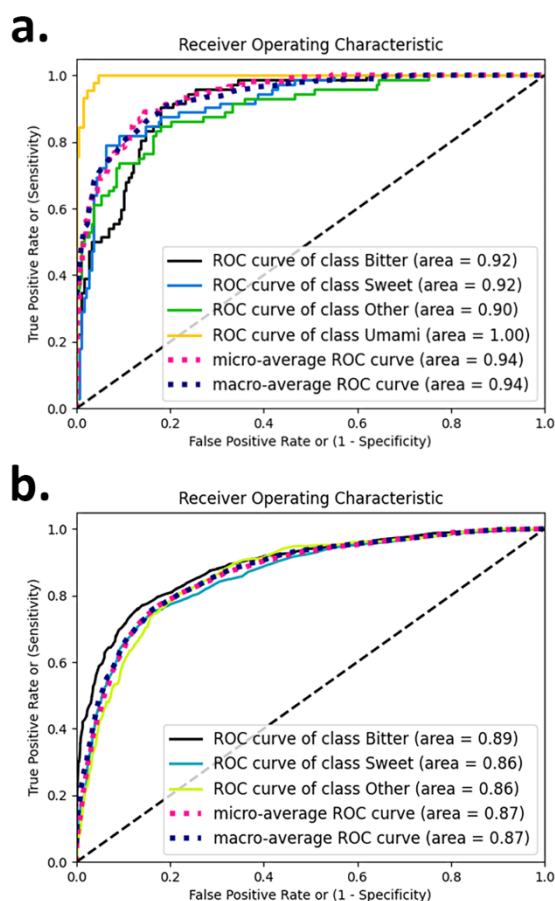 a.
Receiver Operating Characteristic
True Positive Rate or (Sensitivity)
1.0
0.8
0.6
0.4
0.2
0.0
ROC curve of class Bitter (area = 0.92)
ROC curve of class Sweet (area = 0.92)
ROC curve of class Other (area = 0.90)
ROC curve of class Umami (area = 1.00)
micro-average ROC curve (area = 0.94)
macro-average ROC curve (area = 0.94)
0.0 0.2 0.4 0.6 0.8 1.0
False Positive Rate or (1 - Specificity)
b.
Receiver Operating Characteristic
True Positive Rate or (Sensitivity)
1.0
0.8
0.6
0.4
0.2
0.0
ROC curve of class Bitter (area = 0.89)
ROC curve of class Sweet (area = 0.86)
ROC curve of class Other (area = 0.86)
micro-average ROC curve (area = 0.87)
macro-average ROC curve (area = 0.87)
0.0 0.2 0.4 0.6 0.8 1.0
False Positive Rate or (1 - Specificity)